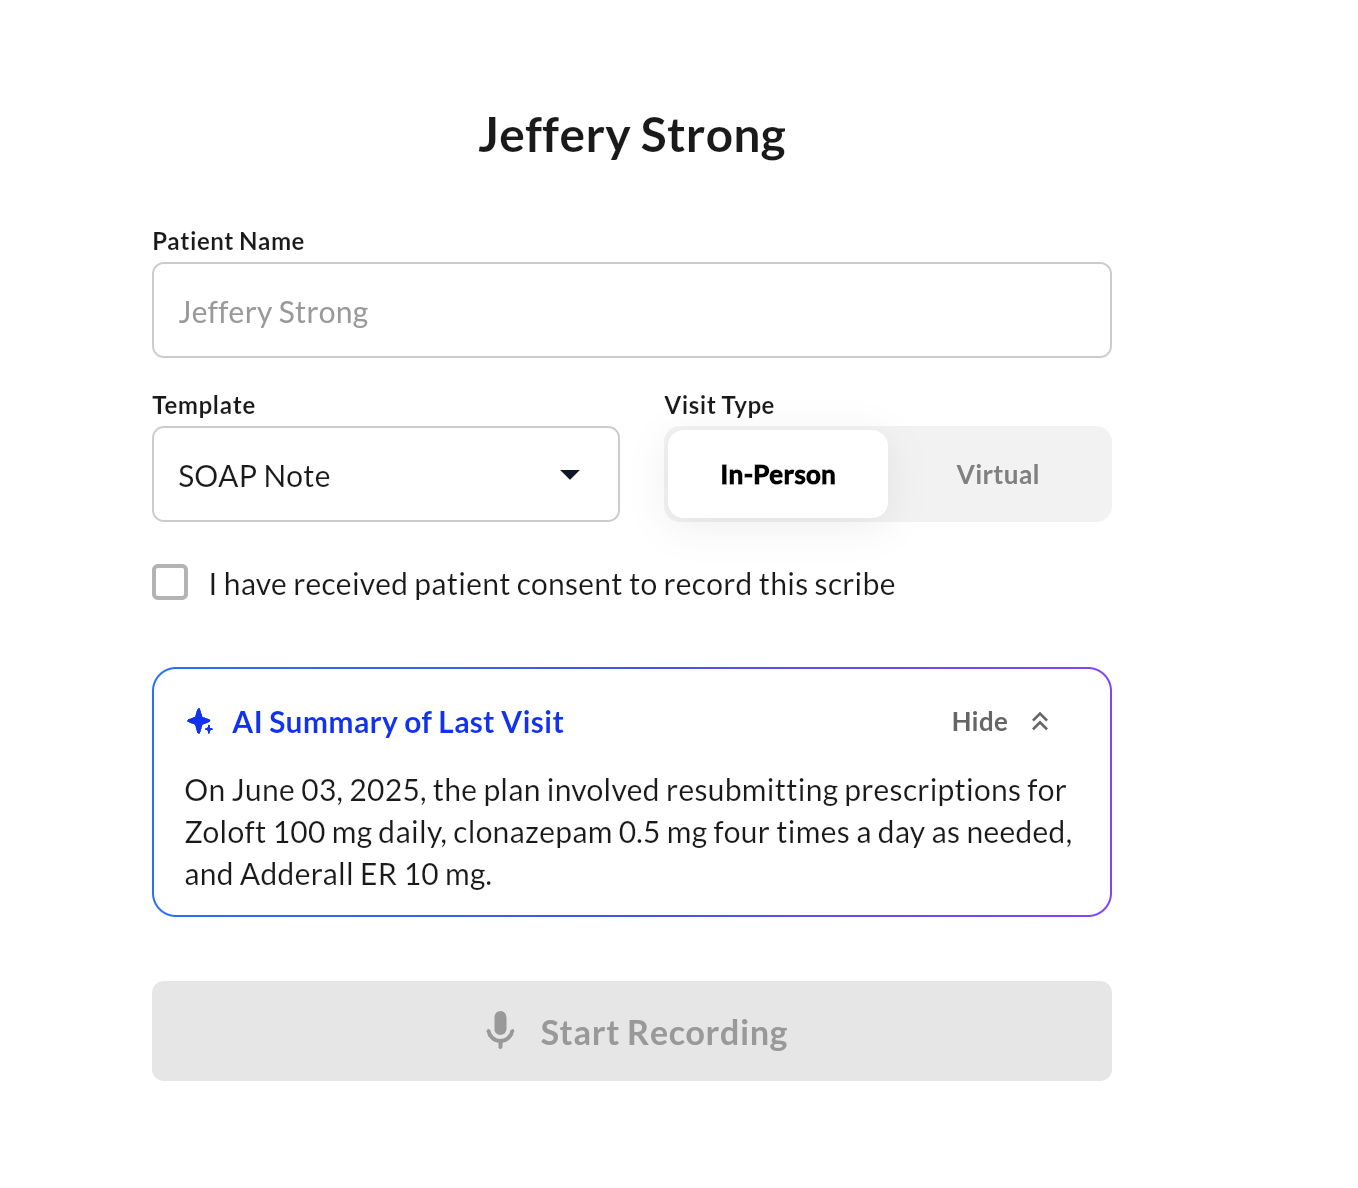 Jeffery Strong
Patient Name
Jeffery Strong
Template
Visit Type
SOAP Note
In-Person
Virtual
I have received patient consent to record this scribe
AI Summary of Last Visit
Hide
On June 03, 2025, the plan involved resubmitting prescriptions for
Zoloft 100 mg daily, clonazepam 0.5 mg four times a day as needed,
and Adderall ER 10 mg.
Start Recording